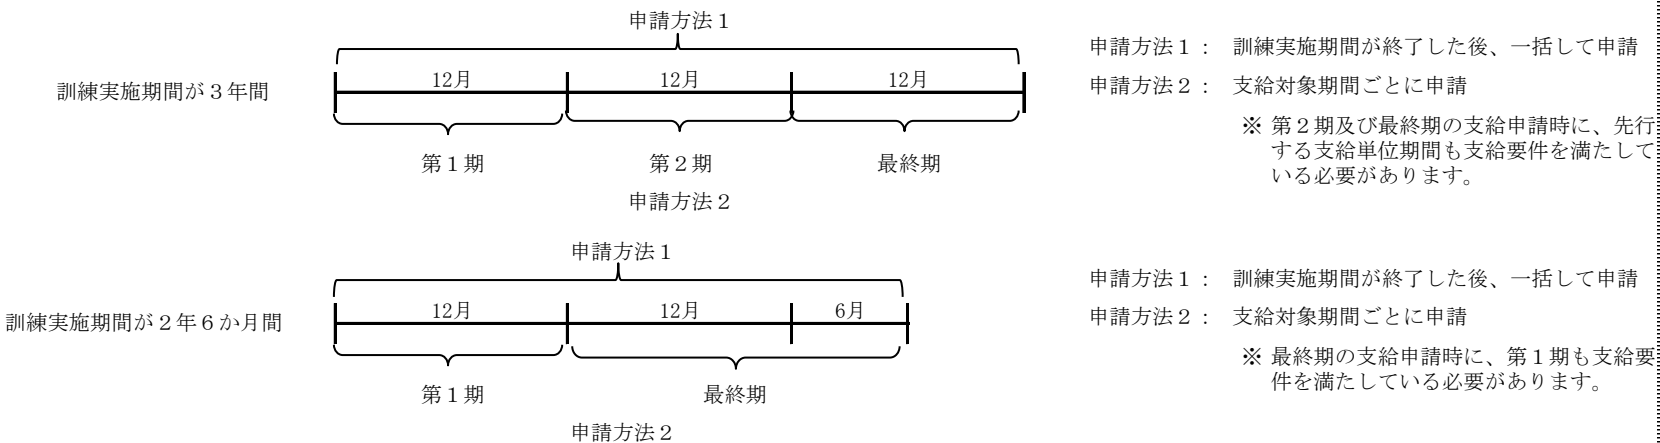 申請方法１
訓練実施期間が３年間
12月 12月 12月
第１期 第２期 最終期
申請方法２
申請方法１： 訓練実施期間が終了した後、一括して申請
申請方法２： 支給対象期間ごとに申請
※ 第２期及び最終期の支給申請時に、先行
する支給単位期間も支給要件を満たして
いる必要があります。
申請方法１
訓練実施期間が２年６か月間
12月 12月 6月
第１期 最終期
申請方法２
申請方法１： 訓練実施期間が終了した後、一括して申請
申請方法２： 支給対象期間ごとに申請
※ 最終期の支給申請時に、第１期も支給要
件を満たしている必要があります。